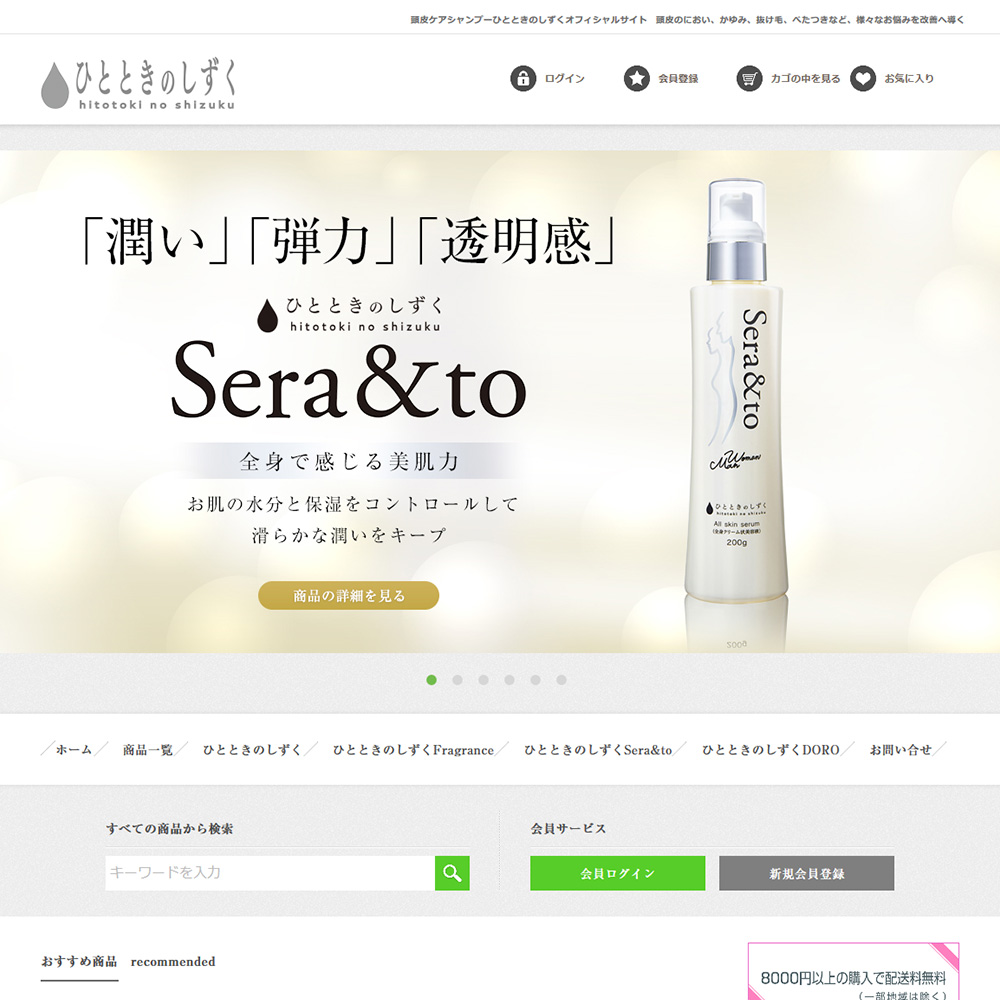 頭皮ケアシャンプーひとときのしずくオフィシャルサイト　頭皮のにおい、かゆみ、抜け毛、べたつきなど、様々なお悩みを改善へ導く
ひとときのしずく
hitotoki no shizuku
ログイン
会員登録
カゴの中を見る
お気に入り
「潤い」「弾力」「透明感」
ひとときのしずく
hitotoki no shizuku
Sera&to
全身で感じる美肌力
お肌の水分と保湿をコントロールして
滑らかな潤いをキープ
商品の詳細を見る
Sera&to
Woman
Man
ひとときのしずく
hitotoki no shizuku
All skin serum
(全身クリーム状美容液)
200g
200g
ホーム
商品一覧
ひとときのしずく
ひとときのしずくFragrance
ひとときのしずくSera&to
ひとときのしずくDORO
お問い合せ
すべての商品から検索
キーワードを入力
会員サービス
会員ログイン
新規会員登録
おすすめ商品 recommended
8000円以上の購入で配送料無料
(一部地域は除く)